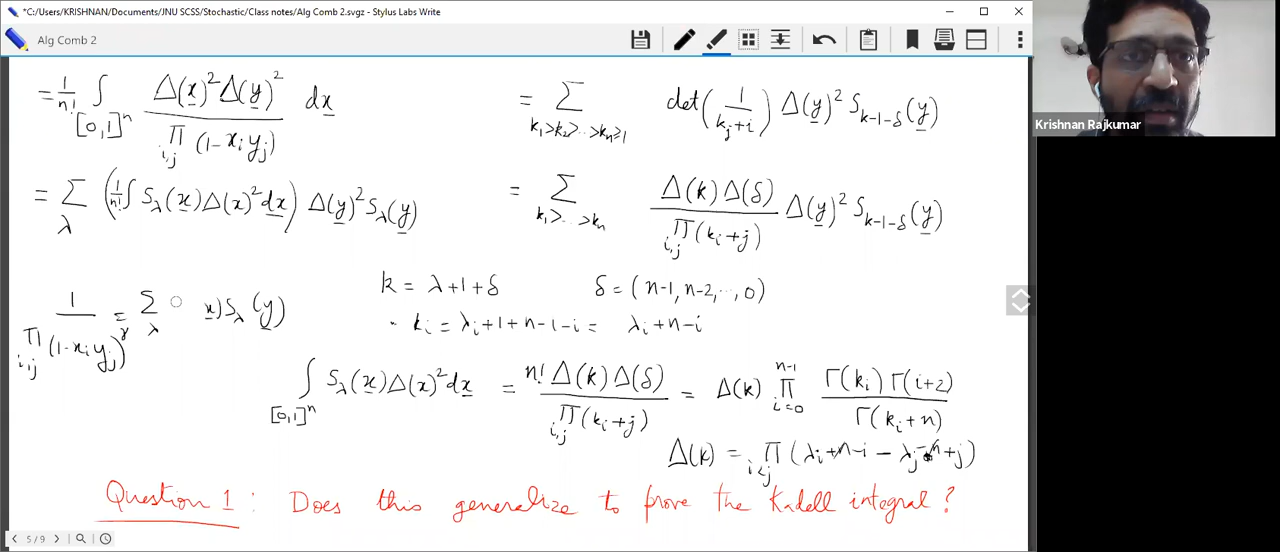 *C:/Users/KRISHNAN/Documents/JNU SCSS/Stochastic/Class notes/Alg Comb 2.svgz - Stylus Labs Write
Alg Comb 2
= 1/n! ∫_{[0,1]^n} Δ(x)² Δ(y)² / ∏_{i,j} (1-x_i y_j) dx
= Σ_{k_1>k_2>...>k_n≥1} det(1/(k_j+i)) Δ(y)² S_{k-1-δ}(y)
Krishnan Rajkumar
= Σ_λ (1/n! ∫ S_λ(x) Δ(x)² dx) Δ(y)² S_λ(y)
= Σ_{k_1>...>k_n} Δ(k) Δ(δ) / ∏_{i,j} (k_i+j) Δ(y)² S_{k-1-δ}(y)
1 / ∏_{i,j} (1-x_i y_j)^γ = Σ_λ x) S_λ(y)
k = λ+1+δ δ = (n-1, n-2, ..., 0)
k_i = λ_i+1+n-1-i = λ_i+n-i
∫_{[0,1]^n} S_λ(x) Δ(x)² dx = n! Δ(k) Δ(δ) / ∏_{i,j} (k_i+j) = Δ(k) ∏_{i=0}^{n-1} Γ(k_i) Γ(i+2) / Γ(k_i+n)
Δ(k) = ∏_{i<j} (λ_i+n-i - λ_j-n+j)
Question 1 : Does this generalize to prove the Kadell integral ?
5 / 9